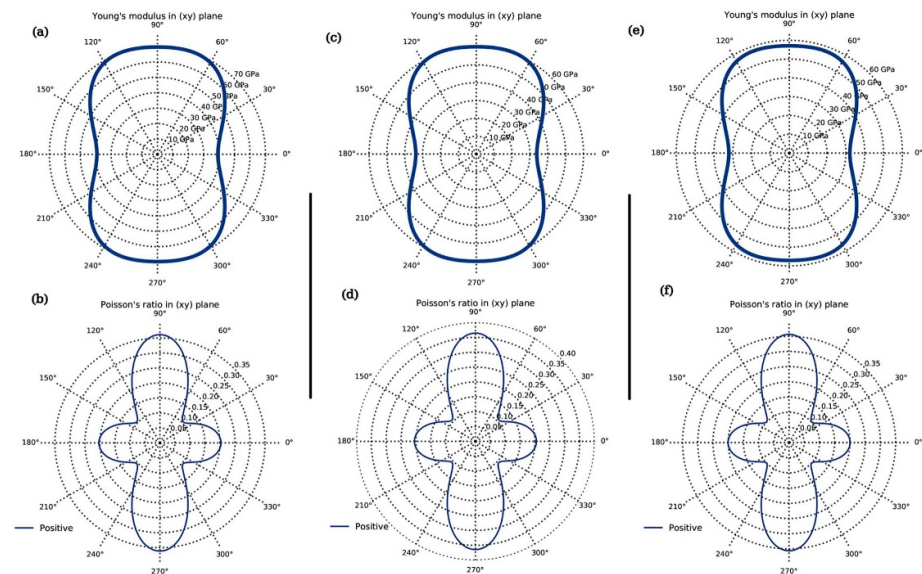 (a)
Young's modulus in (xy) plane
90°
120°
60°
150°
30°
180°
0°
210°
330°
240°
300°
270°
70 GPa
60 GPa
50 GPa
40 GPa
30 GPa
20 GPa
10 GPa
(c)
Young's modulus in (xy) plane
90°
120°
60°
150°
30°
180°
0°
210°
330°
240°
300°
270°
60 GPa
40 GPa
30 GPa
20 GPa
10 GPa
(e)
Young's modulus in (xy) plane
90°
120°
60°
150°
30°
180°
0°
210°
330°
240°
300°
270°
60 GPa
50 GPa
40 GPa
30 GPa
20 GPa
10 GPa
(b)
Poisson's ratio in (xy) plane
90°
120°
60°
150°
30°
180°
0°
210°
330°
240°
300°
270°
0.35
0.30
0.25
0.20
0.15
0.10
0.05
Positive
(d)
Poisson's ratio in (xy) plane
90°
120°
60°
150°
30°
180°
0°
210°
330°
240°
300°
270°
0.40
0.35
0.30
0.25
0.20
0.15
0.10
0.05
Positive
(f)
Poisson's ratio in (xy) plane
90°
120°
60°
150°
30°
180°
0°
210°
330°
240°
300°
270°
0.35
0.30
0.25
0.20
0.15
0.10
0.05
Positive